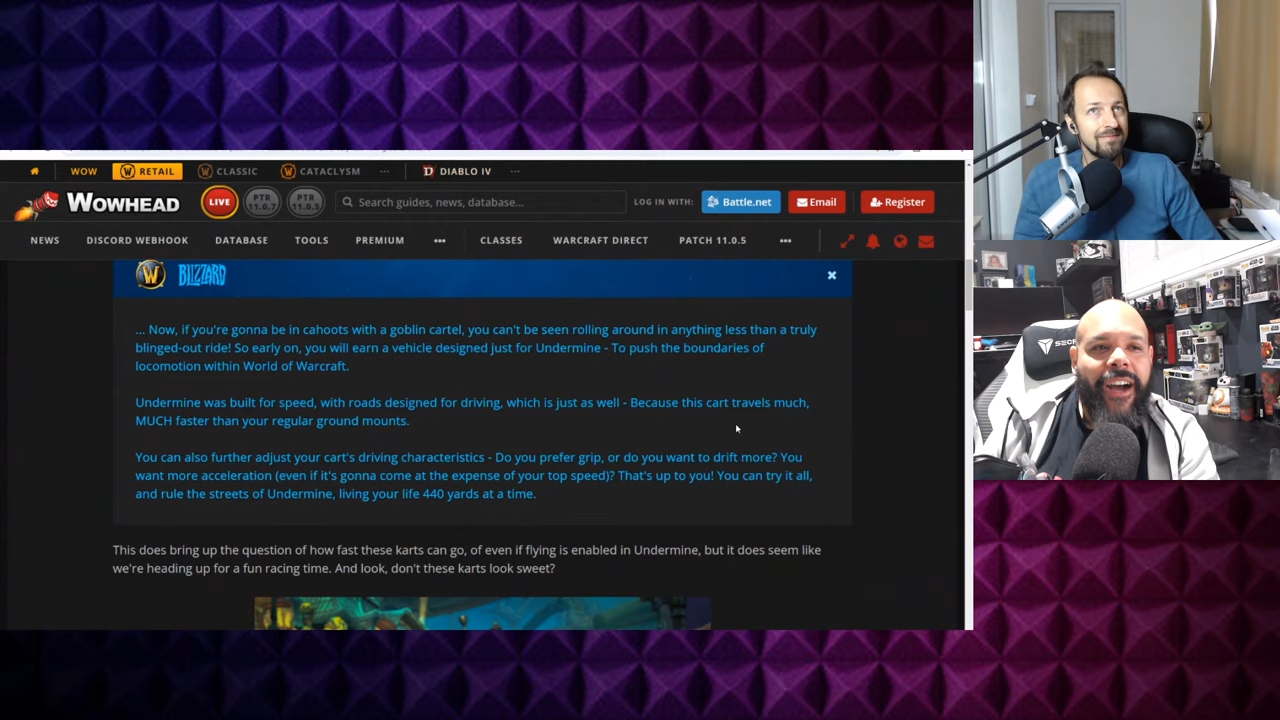 WOW
RETAIL
CLASSIC
CATACLYSM
...
DIABLO IV
...
WOWHEAD
LIVE
PTR
11.0.7
PTR
11.0.5
Search guides, news, database...
LOG IN WITH:
Battle.net
Email
Register
NEWS
DISCORD WEBHOOK
DATABASE
TOOLS
PREMIUM
...
CLASSES
WARCRAFT DIRECT
PATCH 11.0.5
...
W
BLIZZARD
... Now, if you're gonna be in cahoots with a goblin cartel, you can't be seen rolling around in anything less than a truly
blinged-out ride! So early on, you will earn a vehicle designed just for Undermine - To push the boundaries of
locomotion within World of Warcraft.
Undermine was built for speed, with roads designed for driving, which is just as well - Because this cart travels much,
MUCH faster than your regular ground mounts.
You can also further adjust your cart's driving characteristics - Do you prefer grip, or do you want to drift more? You
want more acceleration (even if it's gonna come at the expense of your top speed)? That's up to you! You can try it all,
and rule the streets of Undermine, living your life 440 yards at a time.
This does bring up the question of how fast these karts can go, of even if flying is enabled in Undermine, but it does seem like
we're heading up for a fun racing time. And look, don't these karts look sweet?